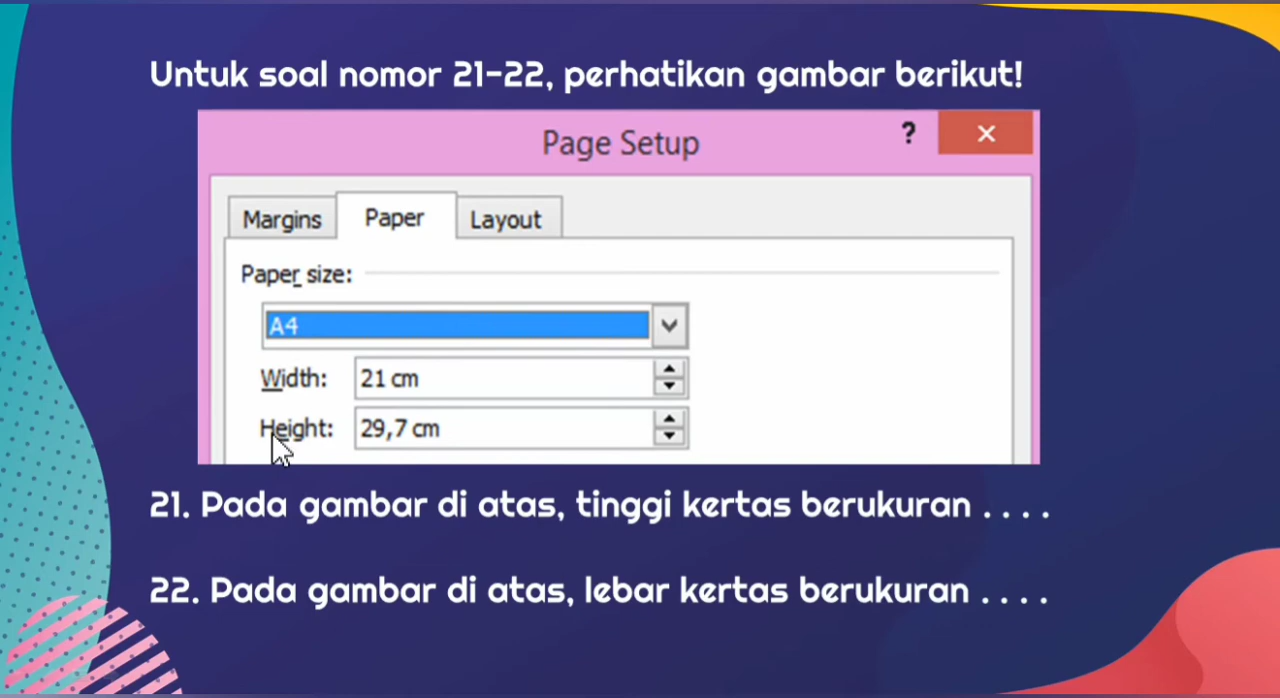 Untuk soal nomor 21-22, perhatikan gambar berikut!
Page Setup
?
Margins Paper Layout
Paper size:
A4
Width: 21 cm
Height: 29,7 cm
21. Pada gambar di atas, tinggi kertas berukuran . . . .
22. Pada gambar di atas, lebar kertas berukuran . . . .